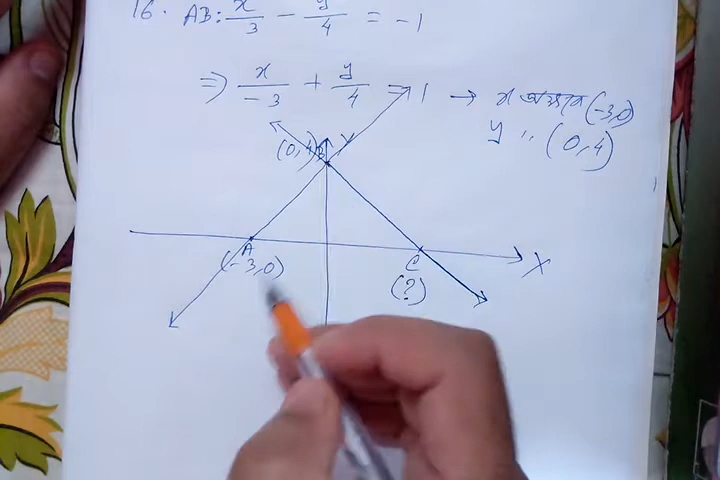 16. AB: x/3 - y/4 = -1
⇒ x/-3 + y/4 = 1 → x অক্ষকে (-3,0)
y ,, (0,4)
(0,4) B Y
A C X
(-3,0) (?)